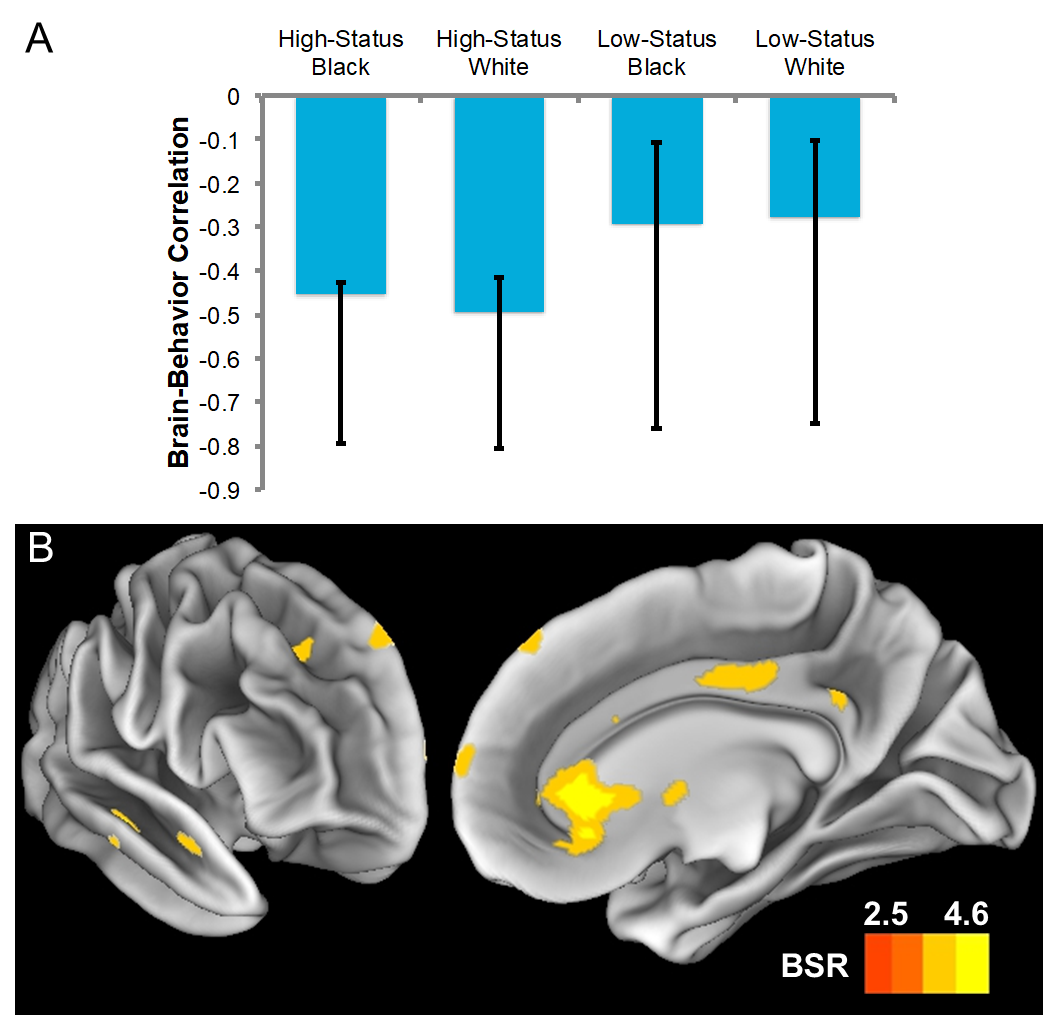 A
High-Status
Black
High-Status
White
Low-Status
Black
Low-Status
White
Brain-Behavior Correlation
0
-0.1
-0.2
-0.3
-0.4
-0.5
-0.6
-0.7
-0.8
-0.9
B
2.5 4.6
BSR